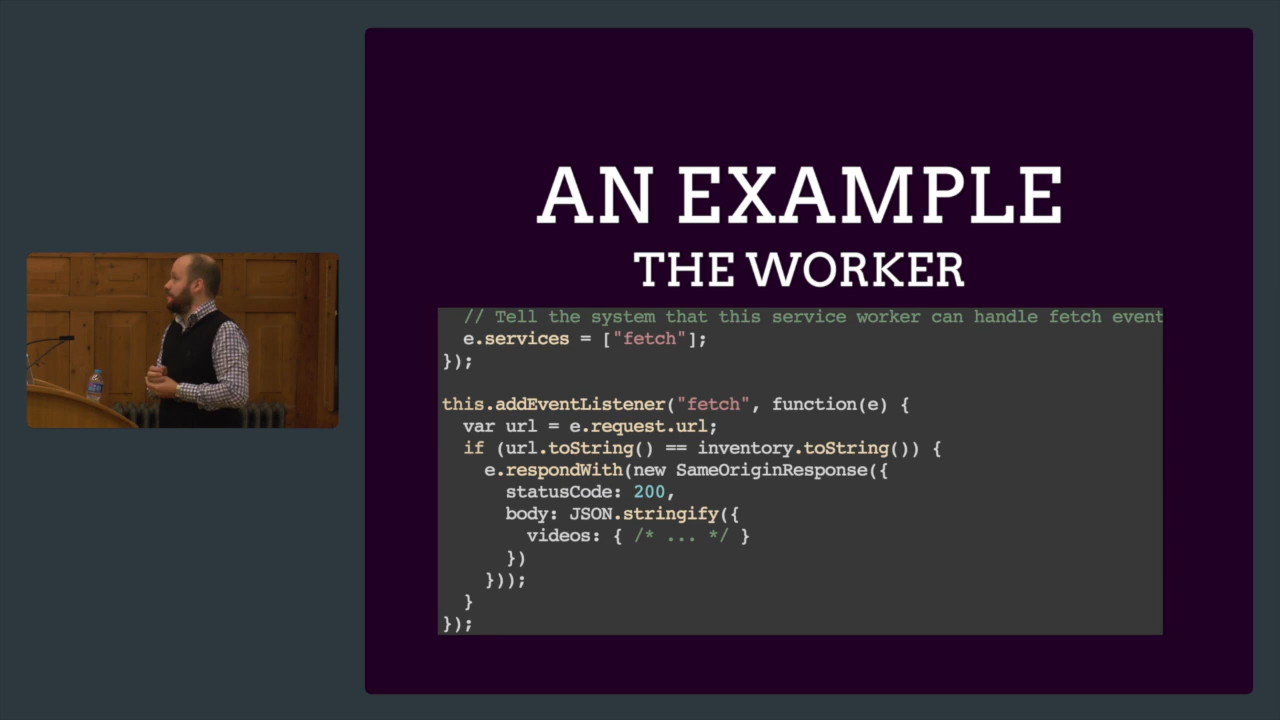 AN EXAMPLE
THE WORKER
// Tell the system that this service worker can handle fetch event
e.services = ["fetch"];
});
this.addEventListener("fetch", function(e) {
var url = e.request.url;
if (url.toString() == inventory.toString()) {
e.respondWith(new SameOriginResponse({
statusCode: 200,
body: JSON.stringify({
videos: { /* ... */ }
})
}));
}
});